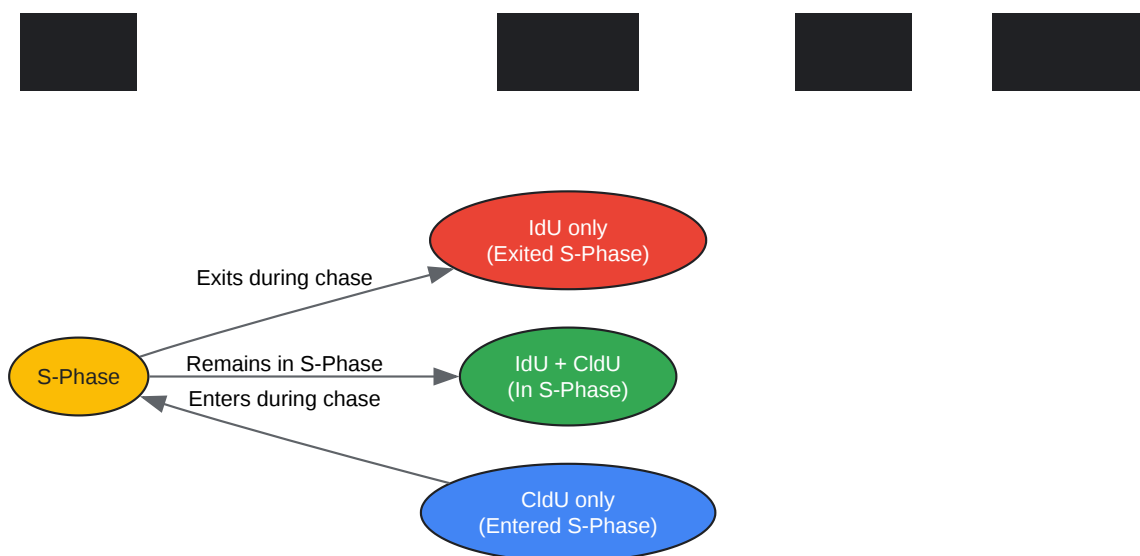 IdU only
(Exited S-Phase)
Exits during chase
S-Phase
Remains in S-Phase
IdU + CldU
(In S-Phase)
Enters during chase
CldU only
(Entered S-Phase)